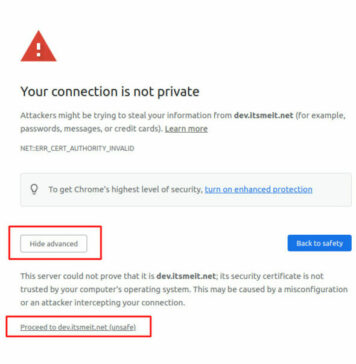 Your connection is not private
Attackers might be trying to steal your information from dev.itsmeit.net (for example,
passwords, messages, or credit cards). Learn more
NET::ERR_CERT_AUTHORITY_INVALID
To get Chrome's highest level of security, turn on enhanced protection
Hide advanced
Back to safety
This server could not prove that it is dev.itsmeit.net; its security certificate is not
trusted by your computer's operating system. This may be caused by a misconfiguration
or an attacker intercepting your connection.
Proceed to dev.itsmeit.net (unsafe)